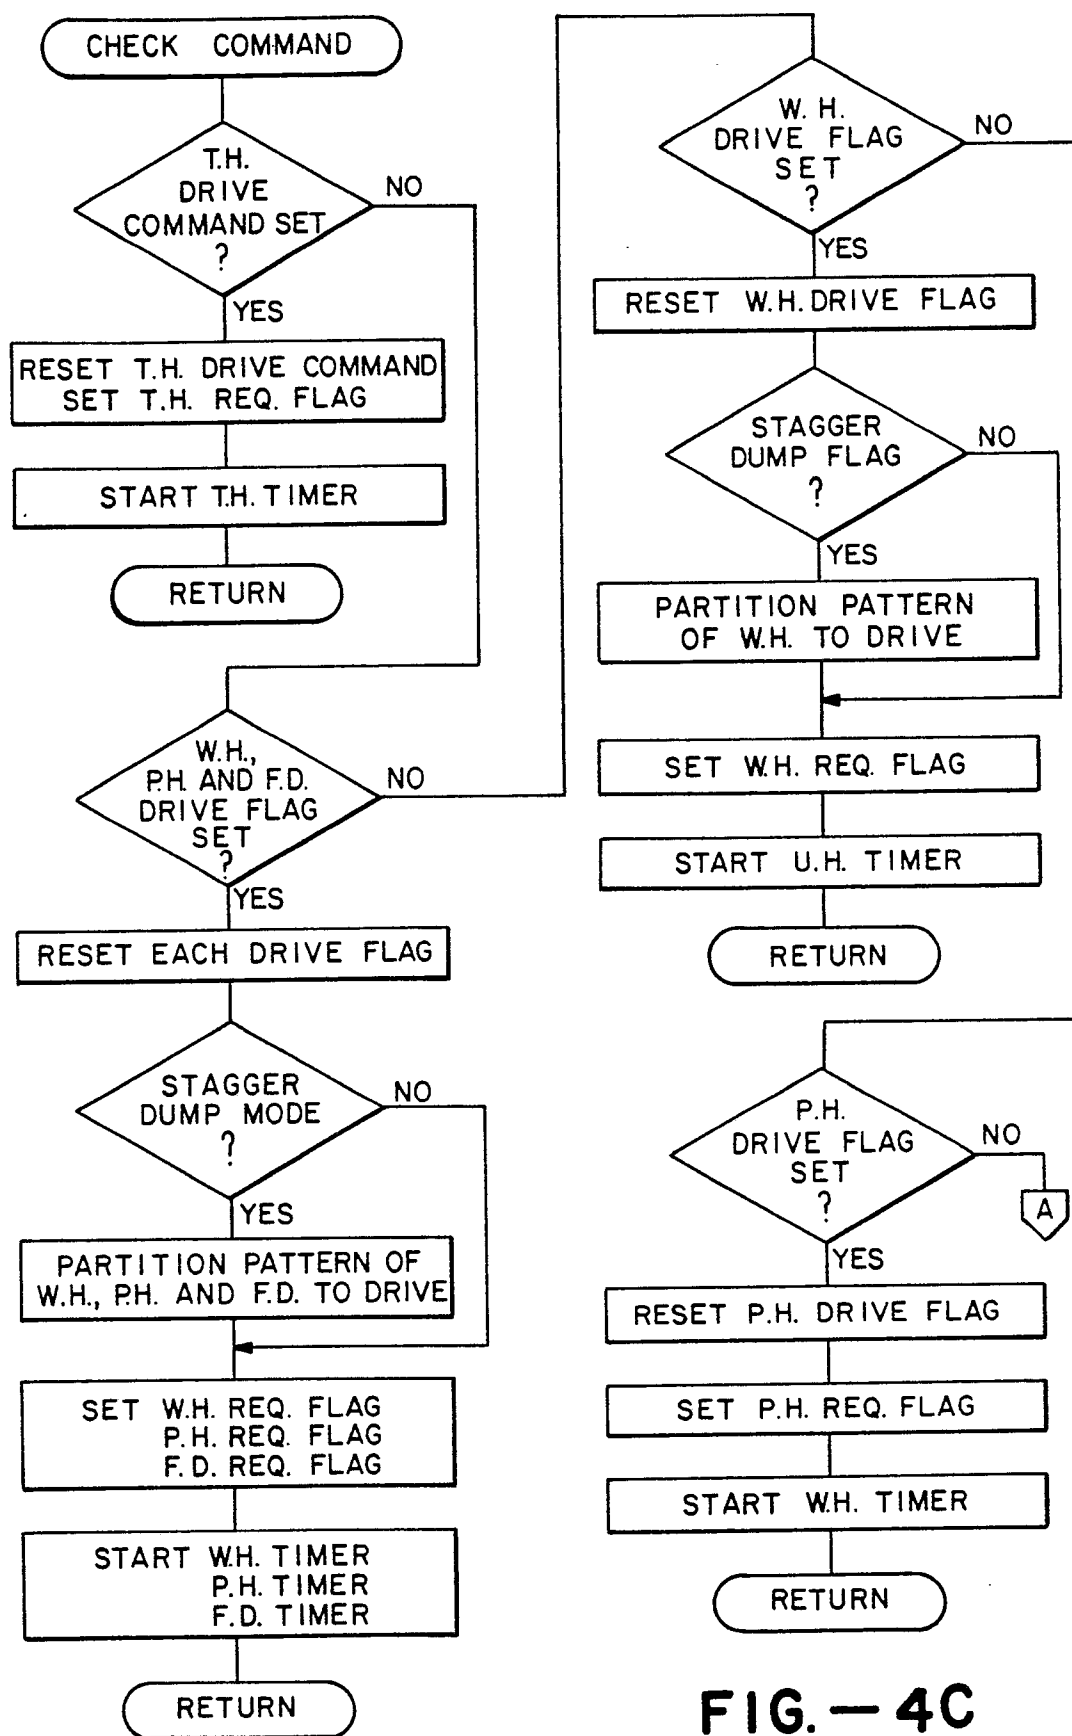 CHECK COMMAND
T.H.
DRIVE
COMMAND SET
?
NO
YES
RESET T.H. DRIVE COMMAND
SET T.H. REQ. FLAG
START T.H. TIMER
RETURN
W.H.,
P.H. AND F.D.
DRIVE FLAG
SET
?
NO
YES
RESET EACH DRIVE FLAG
STAGGER
DUMP MODE
?
NO
YES
PARTITION PATTERN OF
W.H., P.H. AND F.D. TO DRIVE
SET W.H. REQ. FLAG
P.H. REQ. FLAG
F.D. REQ. FLAG
START W.H. TIMER
P.H. TIMER
F.D. TIMER
RETURN
W. H.
DRIVE FLAG
SET
?
NO
YES
RESET W.H. DRIVE FLAG
STAGGER
DUMP FLAG
?
NO
YES
PARTITION PATTERN
OF W.H. TO DRIVE
SET W.H. REQ. FLAG
START U.H. TIMER
RETURN
P.H.
DRIVE FLAG
SET
?
NO
A
YES
RESET P.H. DRIVE FLAG
SET P.H. REQ. FLAG
START W.H. TIMER
RETURN
FIG. — 4C